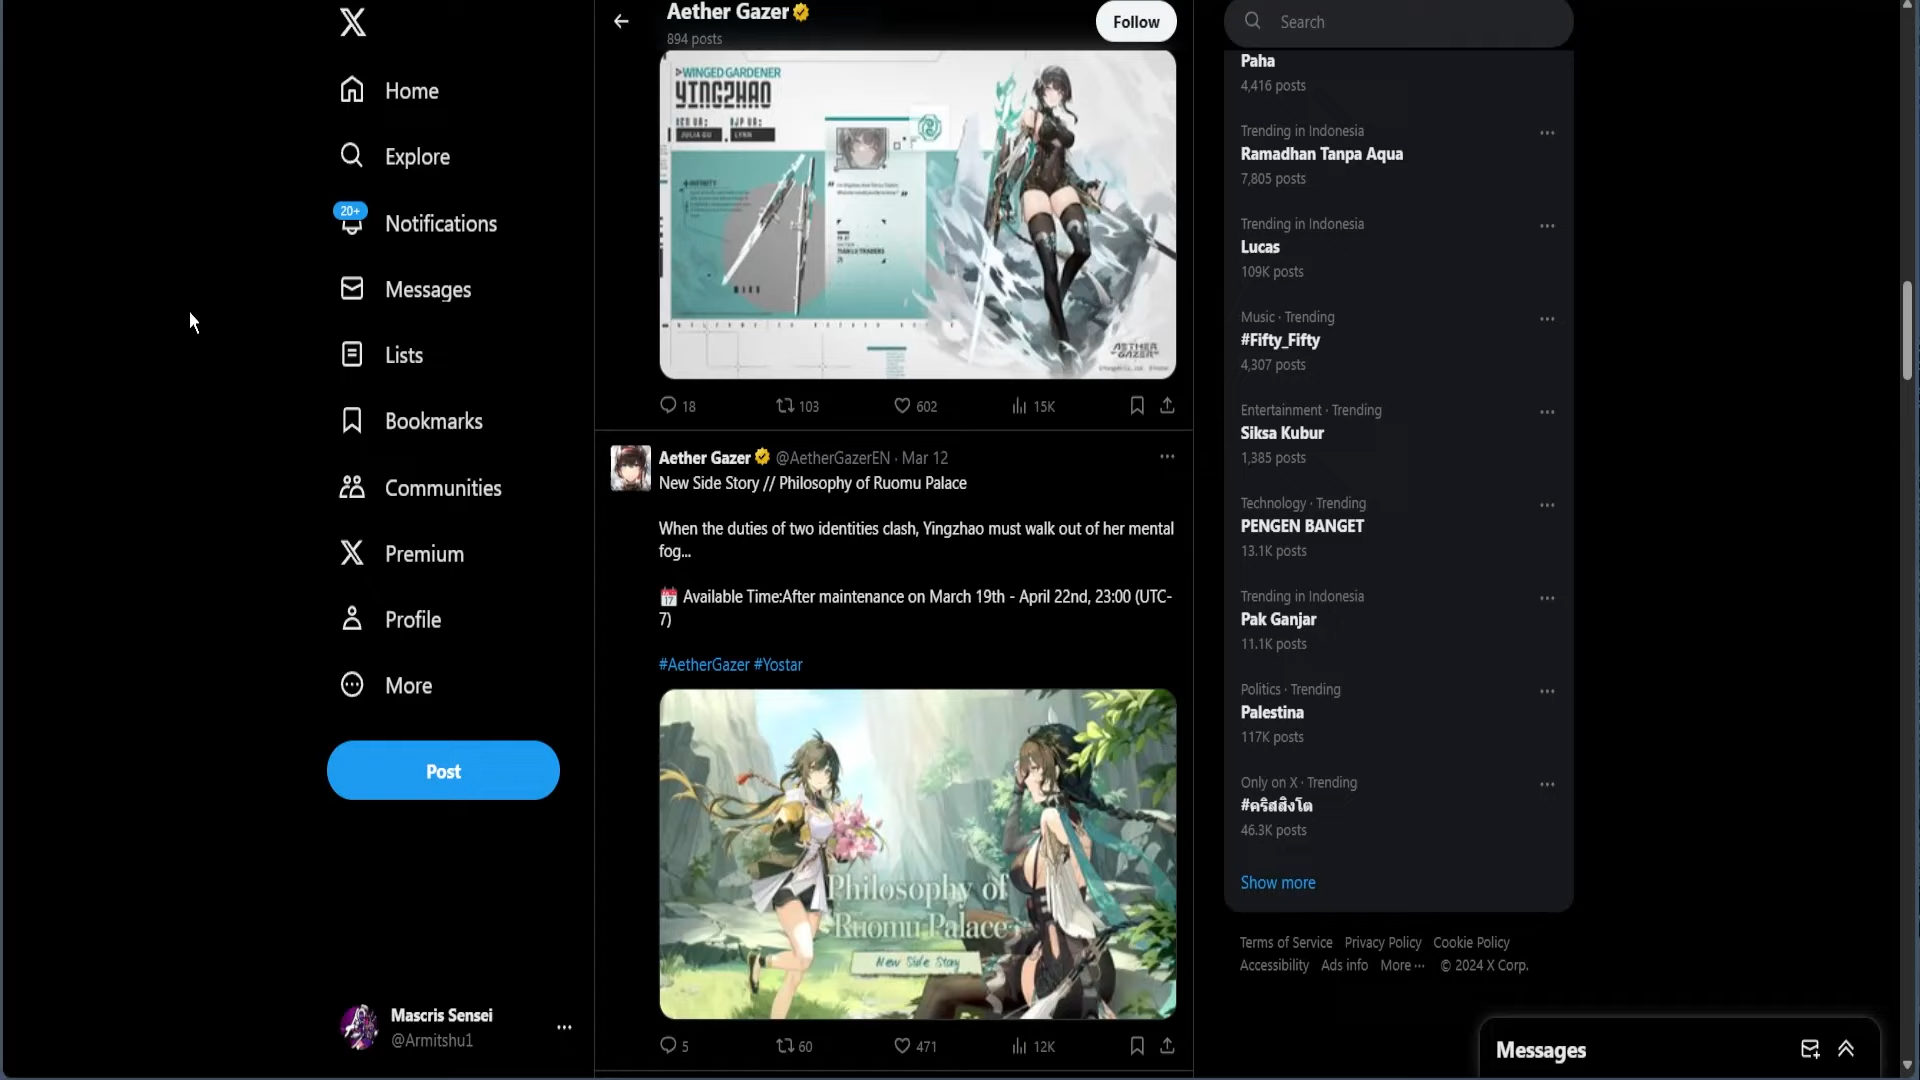 Home
Explore
20+
Notifications
Messages
Lists
Bookmarks
Communities
Premium
Profile
More
Post
Mascris Sensei
@Armitshu1
Aether Gazer
894 posts
Follow
WINGED GARDENER
YINGZHAO
JULIA GU
LYNN
AETHER
GAZER
18
103
602
15K
Aether Gazer @AetherGazerEN · Mar 12
New Side Story // Philosophy of Ruomu Palace
When the duties of two identities clash, Yingzhao must walk out of her mental
fog...
Available Time:After maintenance on March 19th - April 22nd, 23:00 (UTC-
7)
#AetherGazer #Yostar
Philosophy of
Ruomu Palace
New Side Story
5
60
471
12K
Search
Paha
4,416 posts
Trending in Indonesia
Ramadhan Tanpa Aqua
7,805 posts
Trending in Indonesia
Lucas
109K posts
Music · Trending
#Fifty_Fifty
4,307 posts
Entertainment · Trending
Siksa Kubur
1,385 posts
Technology · Trending
PENGEN BANGET
13.1K posts
Trending in Indonesia
Pak Ganjar
11.1K posts
Politics · Trending
Palestina
117K posts
Only on X · Trending
#คริสสิงโต
46.3K posts
Show more
Terms of Service Privacy Policy Cookie Policy
Accessibility Ads info More ··· © 2024 X Corp.
Messages